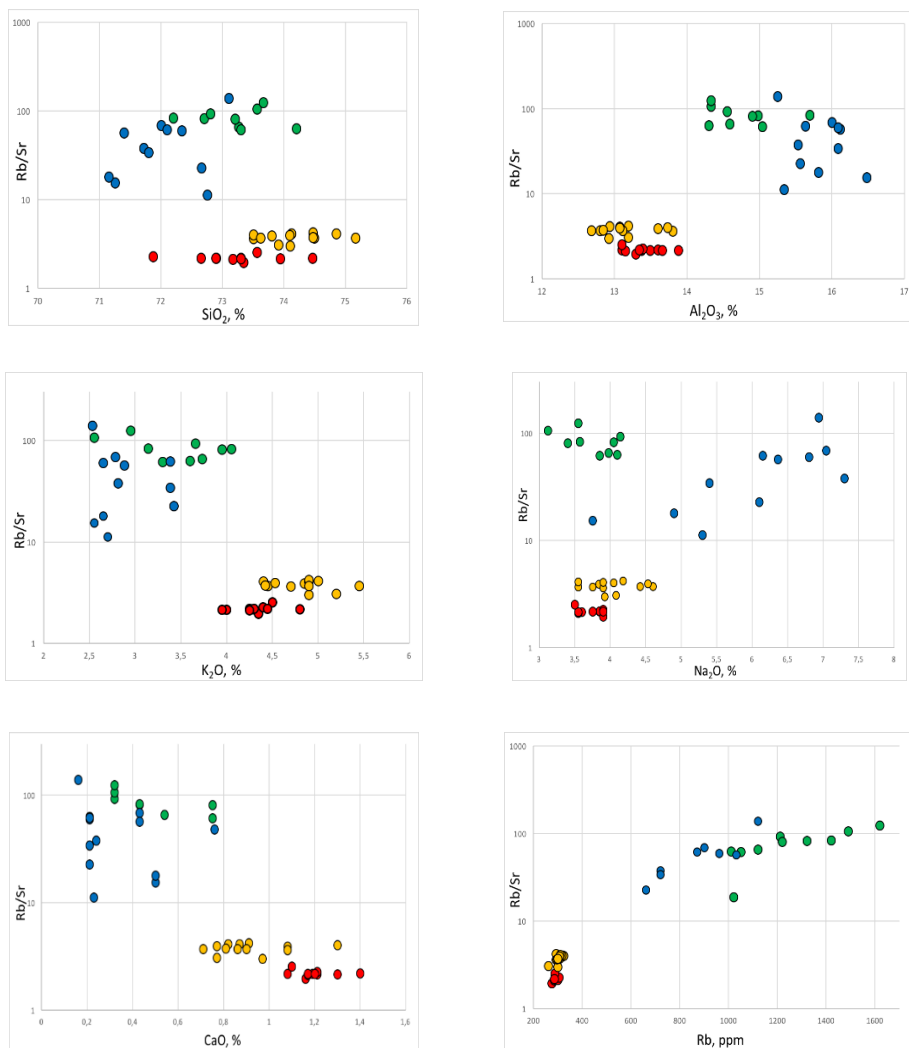 1000
100
10
1
Rb/Sr
70 71 72 73 74 75 76
SiO₂, %
1000
100
10
1
Rb/Sr
12 13 14 15 16 17
Al₂O₃, %
100
10
1
Rb/Sr
2 2,5 3 3,5 4 4,5 5 5,5 6
K₂O, %
100
10
1
Rb/Sr
3 3,5 4 4,5 5 5,5 6 6,5 7 7,5 8
Na₂O, %
100
10
1
Rb/Sr
0 0,2 0,4 0,6 0,8 1 1,2 1,4 1,6
CaO, %
1000
100
10
1
Rb/Sr
200 400 600 800 1000 1200 1400 1600
Rb, ppm